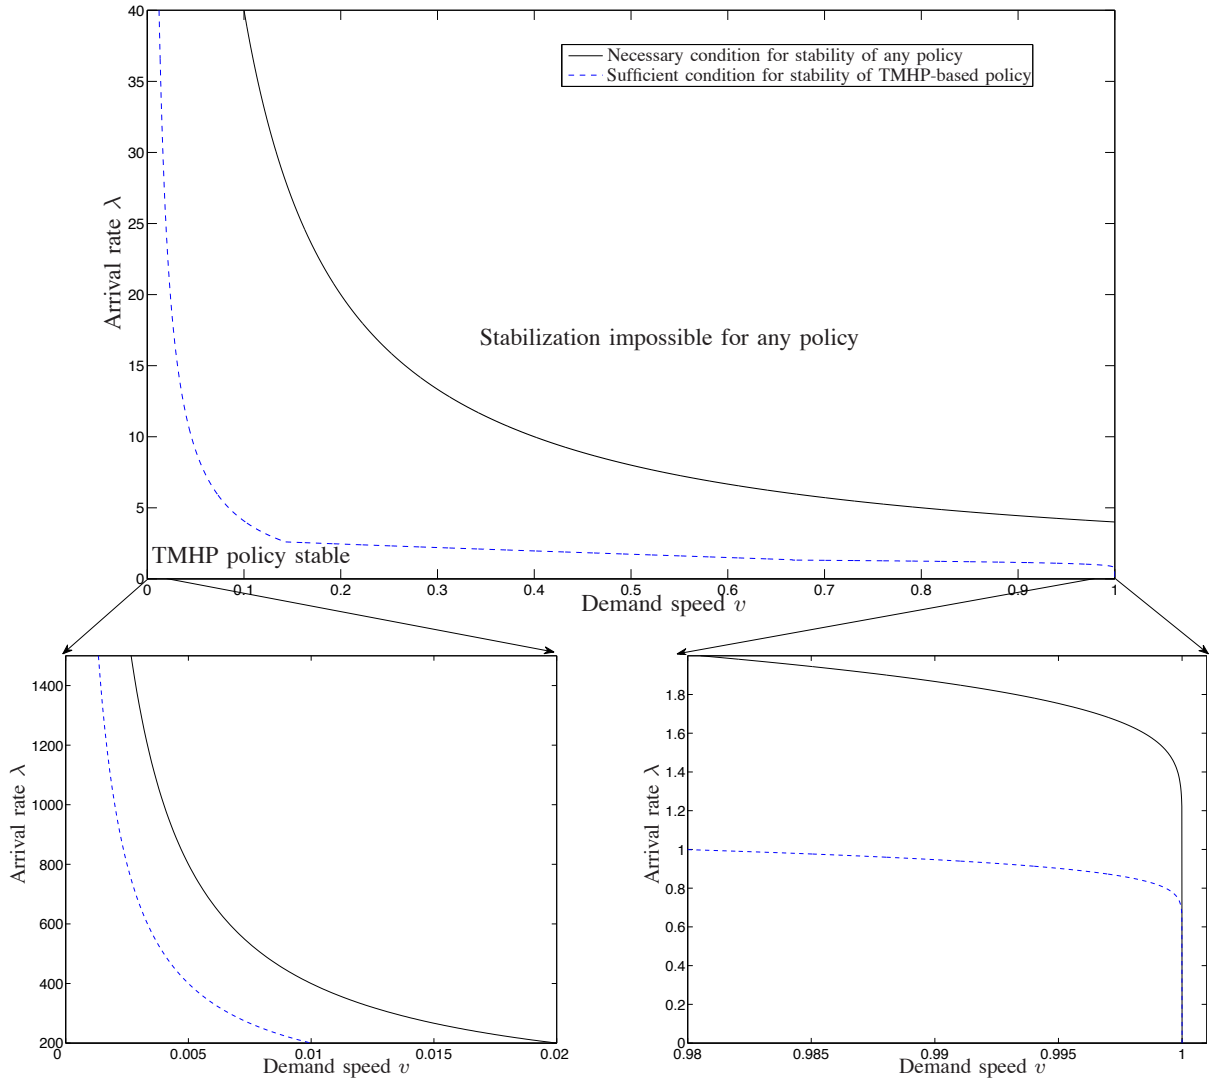 40
35
30
25
20
15
10
5
0
Arrival rate λ
Necessary condition for stability of any policy
Sufficient condition for stability of TMHP-based policy
Stabilization impossible for any policy
TMHP policy stable
0 0.1 0.2 0.3 0.4 0.5 0.6 0.7 0.8 0.9 1
Demand speed v
1400
1200
1000
800
600
400
200
Arrival rate λ
0 0.005 0.01 0.015 0.02
Demand speed v
1.8
1.6
1.4
1.2
1
0.8
0.6
0.4
0.2
0
Arrival rate λ
0.98 0.985 0.99 0.995 1
Demand speed v